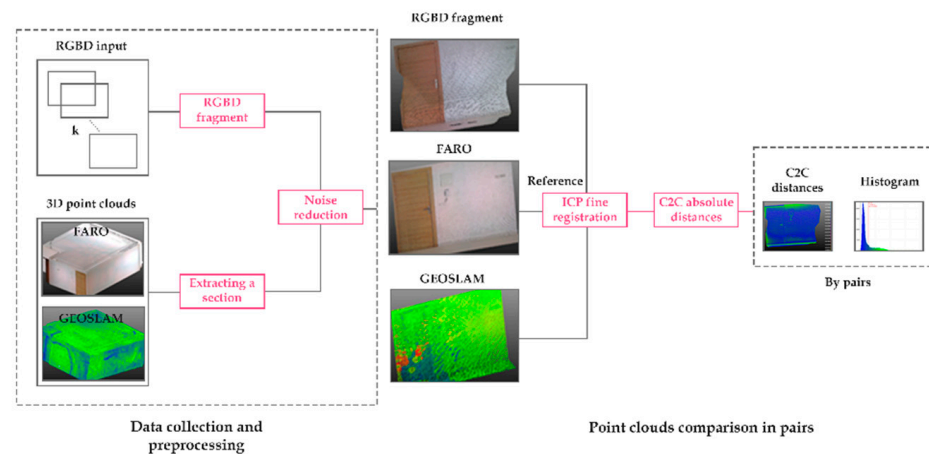 RGBD input
k
RGBD
fragment
3D point clouds
FARO
GEOSLAM
Extracting a
section
Noise
reduction
Data collection and
preprocessing
RGBD fragment
FARO
Reference
GEOSLAM
ICP fine
registration
C2C absolute
distances
C2C
distances
Histogram
By pairs
Point clouds comparison in pairs